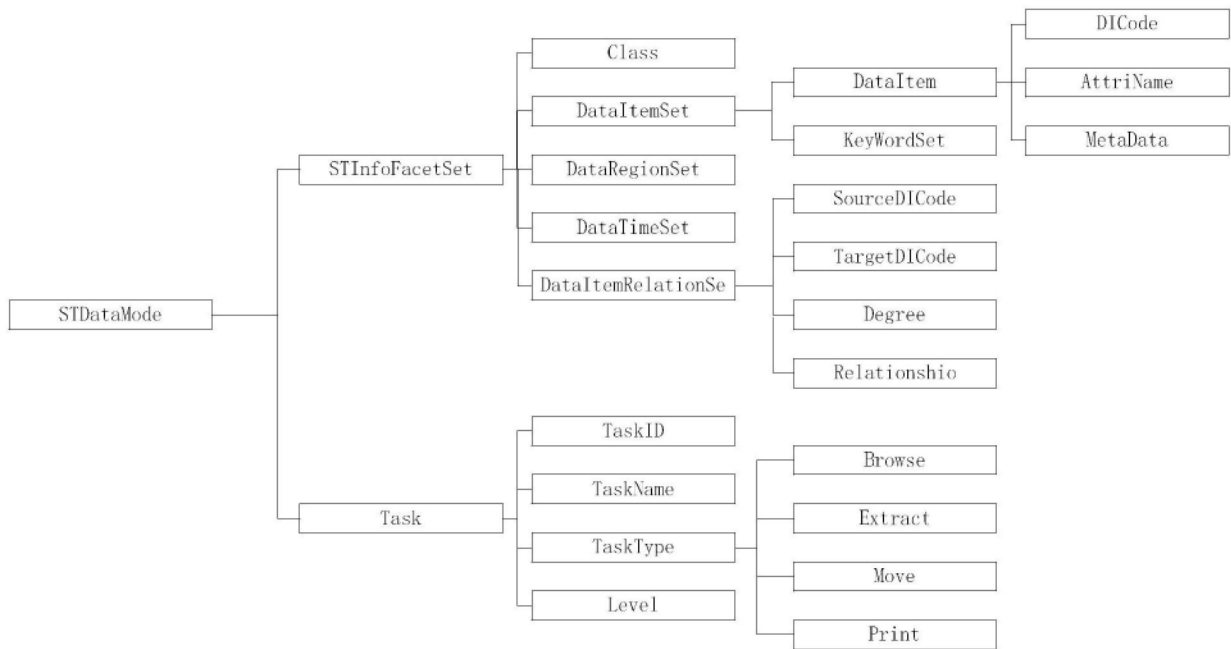 DICode
Class
DataItem
AttriName
DataItemSet
KeyWordSet
MetaData
STInfoFacetSet
DataRegionSet
SourceDICode
DataTimeSet
TargetDICode
DataItemRelationSe
STDataMode
Degree
Relationshio
TaskID
Browse
TaskName
Task
Extract
TaskType
Move
Level
Print